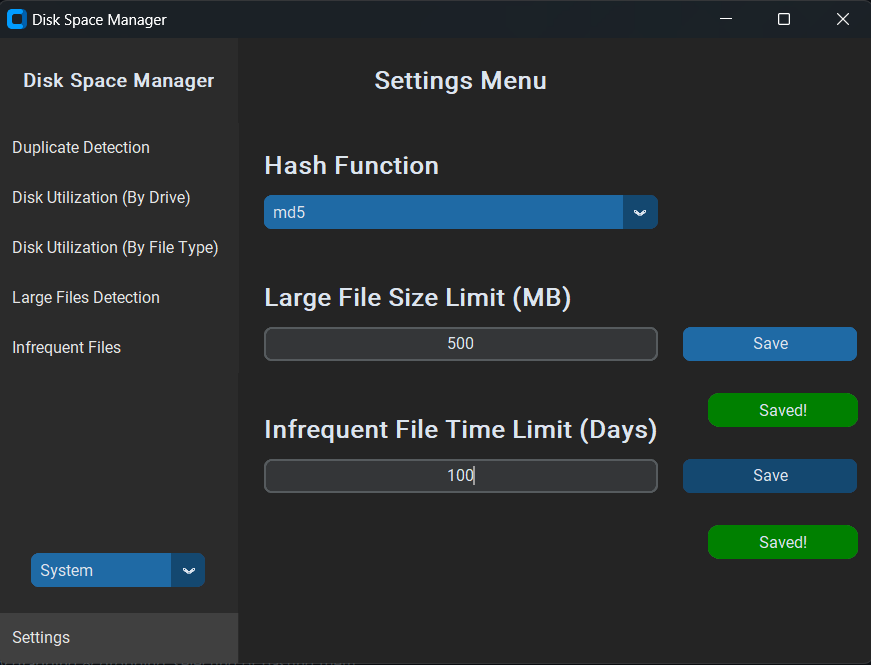 Disk Space Manager
Disk Space Manager
Duplicate Detection
Disk Utilization (By Drive)
Disk Utilization (By File Type)
Large Files Detection
Infrequent Files
System
Settings
Settings Menu
Hash Function
md5
Large File Size Limit (MB)
500
Save
Saved!
Infrequent File Time Limit (Days)
100
Save
Saved!